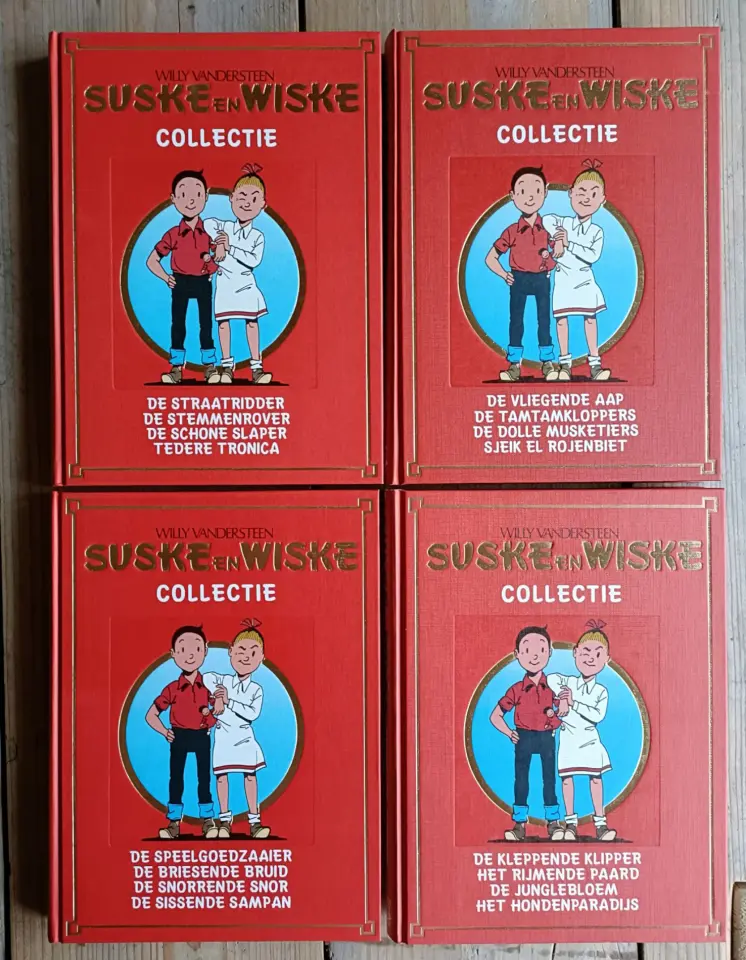 WILLY VANDERSTEEN
SUSKE EN WISKE
COLLECTIE
DE STRAATRIDDER
DE STEMMENROVER
DE SCHONE SLAPER
TEDERE TRONICA
WILLY VANDERSTEEN
SUSKE EN WISKE
COLLECTIE
DE VLIEGENDE AAP
DE TAMTAMKLOPPERS
DE DOLLE MUSKETIERS
SJEIK EL ROJENBIET
WILLY VANDERSTEEN
SUSKE EN WISKE
COLLECTIE
DE SPEELGOEDZAAIER
DE BRIESENDE BRUID
DE SNORRENDE SNOR
DE SISSENDE SAMPAN
WILLY VANDERSTEEN
SUSKE EN WISKE
COLLECTIE
DE KLEPPENDE KLIPPER
HET RIJMENDE PAARD
DE JUNGLEBLOEM
HET HONDENPARADIJS